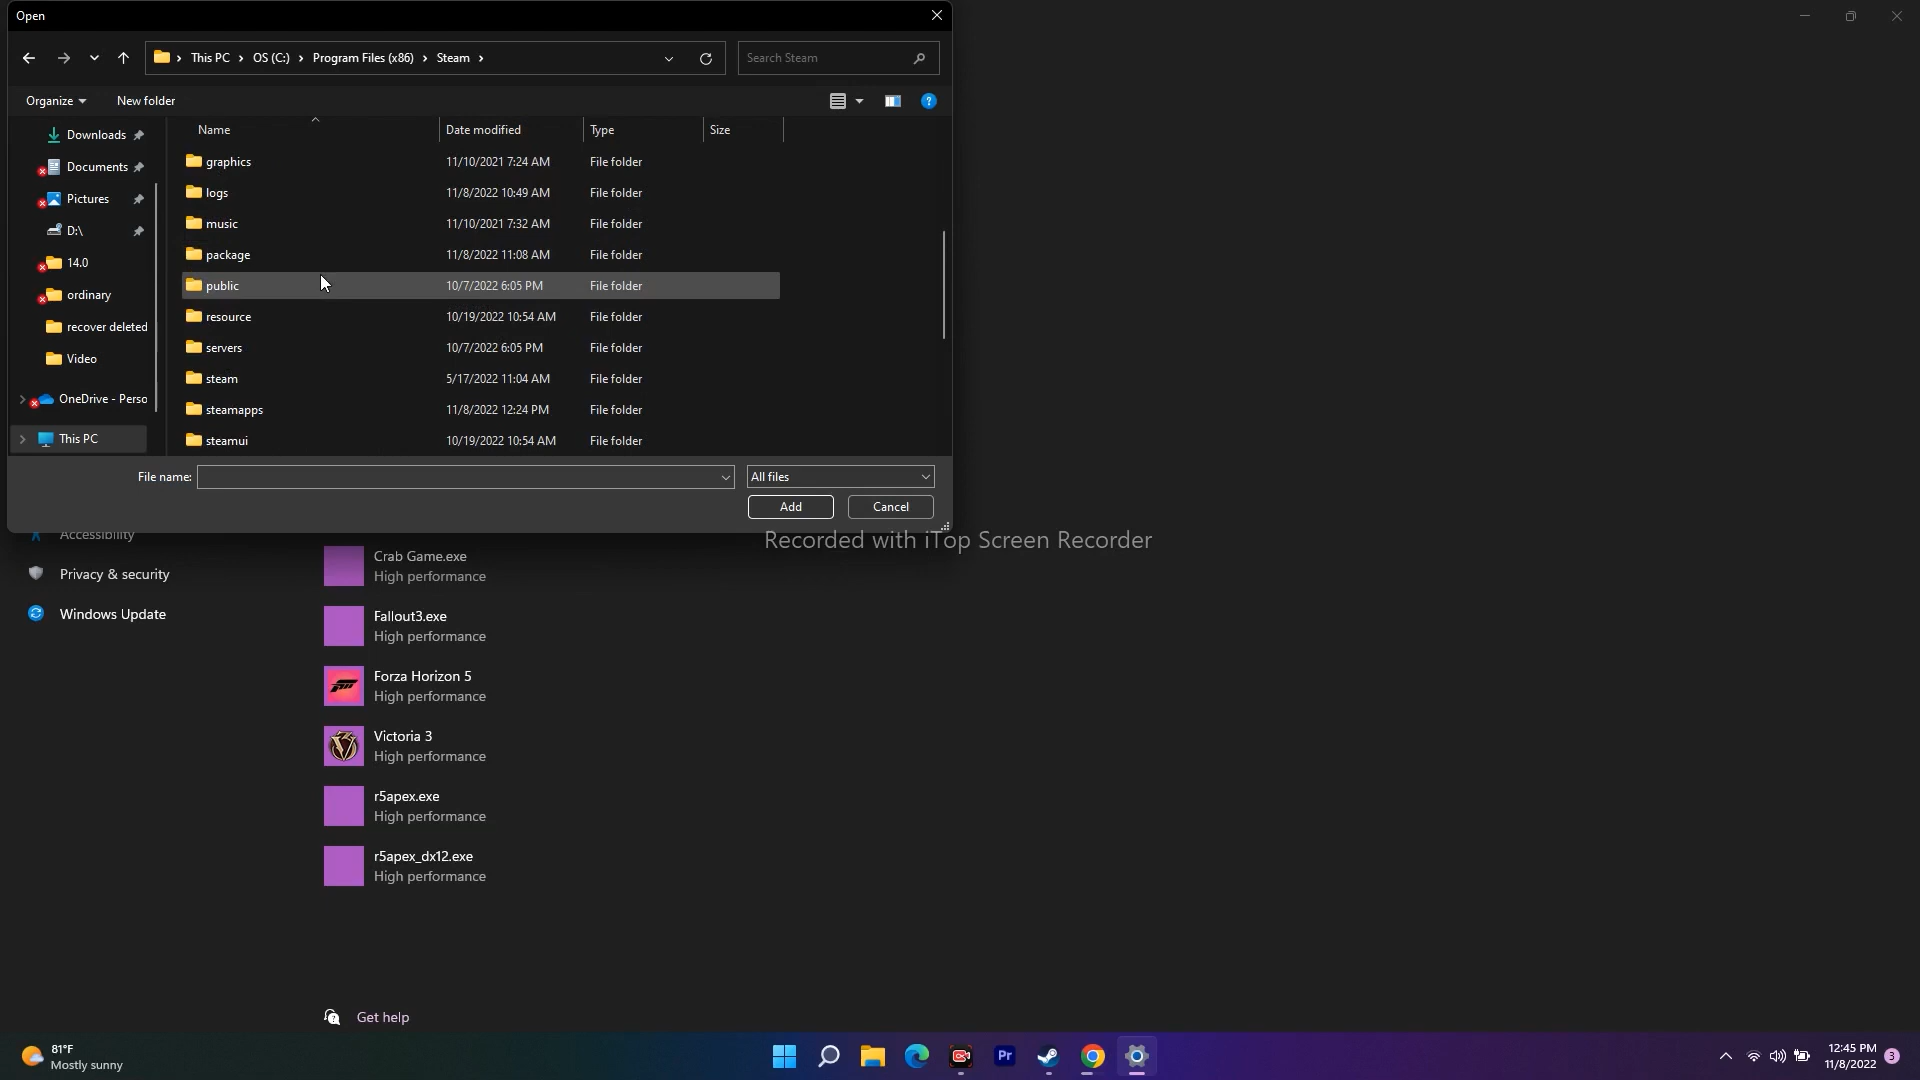 Open
This PC > OS (C:) > Program Files (x86) > Steam >
Search Steam
Organize
New folder
Name
Date modified
Type
Size
Downloads
Documents
Pictures
D:\
14.0
ordinary
recover deleted
Video
OneDrive - Perso
This PC
graphics 11/10/2021 7:24 AM File folder
logs 11/8/2022 10:49 AM File folder
music 11/10/2021 7:32 AM File folder
package 11/8/2022 11:08 AM File folder
public 10/7/2022 6:05 PM File folder
resource 10/19/2022 10:54 AM File folder
servers 10/7/2022 6:05 PM File folder
steam 5/17/2022 11:04 AM File folder
steamapps 11/8/2022 12:24 PM File folder
steamui 10/19/2022 10:54 AM File folder
File name:
All files
Add
Cancel
Accessibility
Privacy & security
Windows Update
Recorded with iTop Screen Recorder
Crab Game.exe
High performance
Fallout3.exe
High performance
Forza Horizon 5
High performance
Victoria 3
High performance
r5apex.exe
High performance
r5apex_dx12.exe
High performance
Get help
81°F
Mostly sunny
Pr
12:45 PM
11/8/2022
3